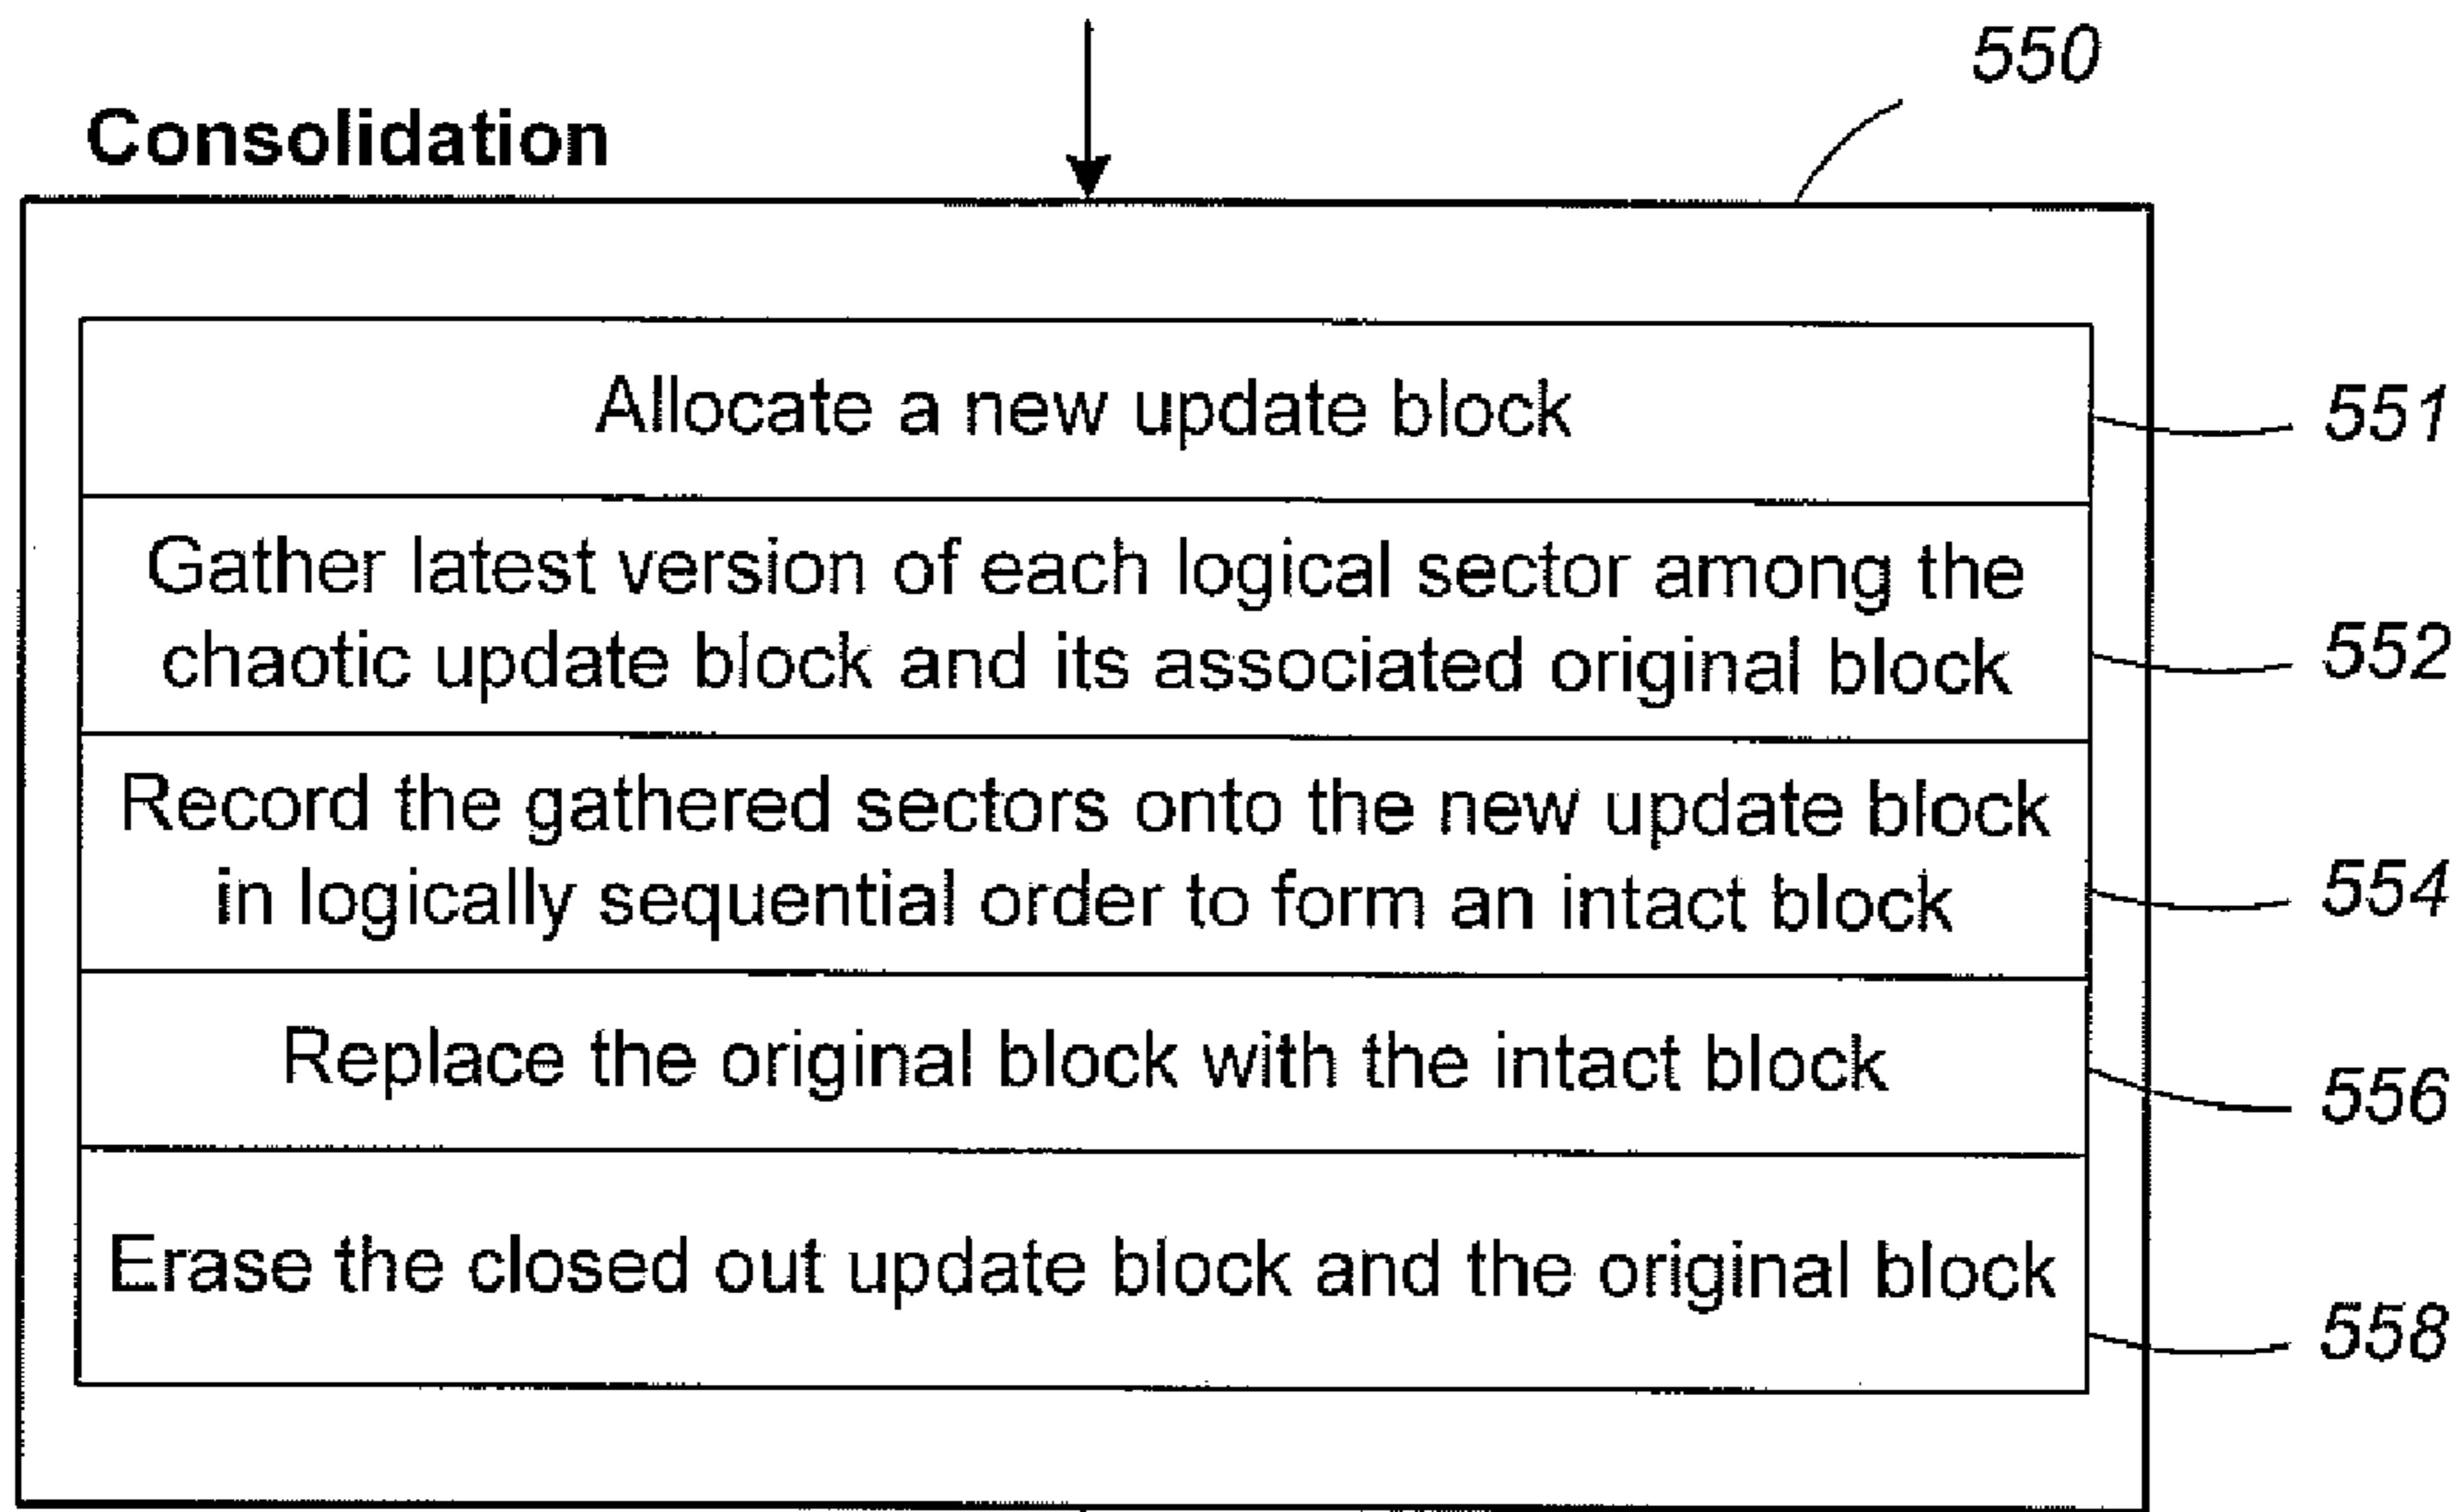 550
Consolidation
Allocate a new update block
551
Gather latest version of each logical sector among the
chaotic update block and its associated original block
552
Record the gathered sectors onto the new update block
in logically sequential order to form an intact block
554
Replace the original block with the intact block
556
Erase the closed out update block and the original block
558